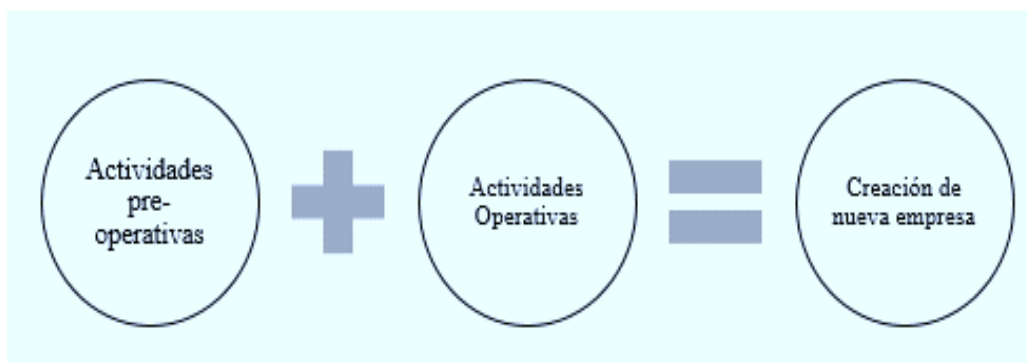 Actividades
pre-
operativas
Actividades
Operativas
Creación de
nueva empresa